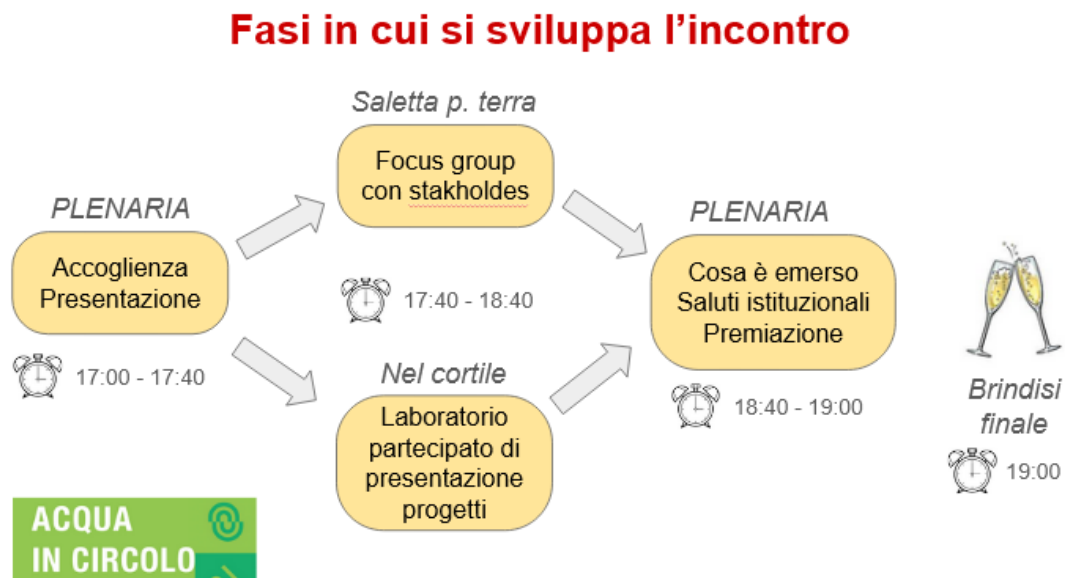 Fasi in cui si sviluppa l’incontro
PLENARIA
Accoglienza
Presentazione
17:00 - 17:40
Saletta p. terra
Focus group
con stakholdes
17:40 - 18:40
Nel cortile
Laboratorio
partecipato di
presentazione
progetti
PLENARIA
Cosa è emerso
Saluti istituzionali
Premiazione
18:40 - 19:00
Brindisi
finale
19:00
ACQUA
IN CIRCOLO